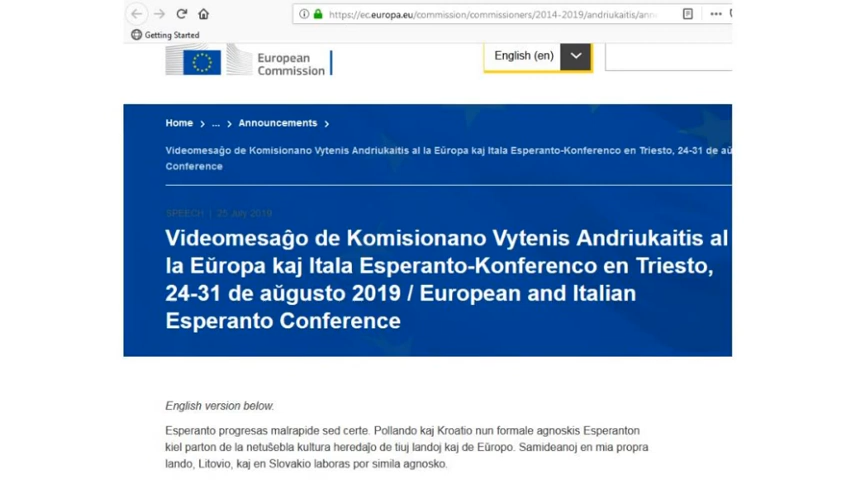 https://ec.europa.eu/commission/commissioners/2014-2019/andriukaitis/ann
Getting Started
European
Commission
English (en)
Home > ... > Announcements >
Videomesaĝo de Komisionano Vytenis Andriukaitis al la Eŭropa kaj Itala Esperanto-Konferenco en Triesto, 24-31 de aŭ
Conference
SPEECH | 25 July 2019
Videomesaĝo de Komisionano Vytenis Andriukaitis al
la Eŭropa kaj Itala Esperanto-Konferenco en Triesto,
24-31 de aŭgusto 2019 / European and Italian
Esperanto Conference
English version below.
Esperanto progresas malrapide sed certe. Pollando kaj Kroatio nun formale agnoskis Esperanton
kiel parton de la netuŝebla kultura heredaĵo de tiuj landoj kaj de Eŭropo. Samideanoj en mia propra
lando, Litovio, kaj en Slovakio laboras por simila agnosko.